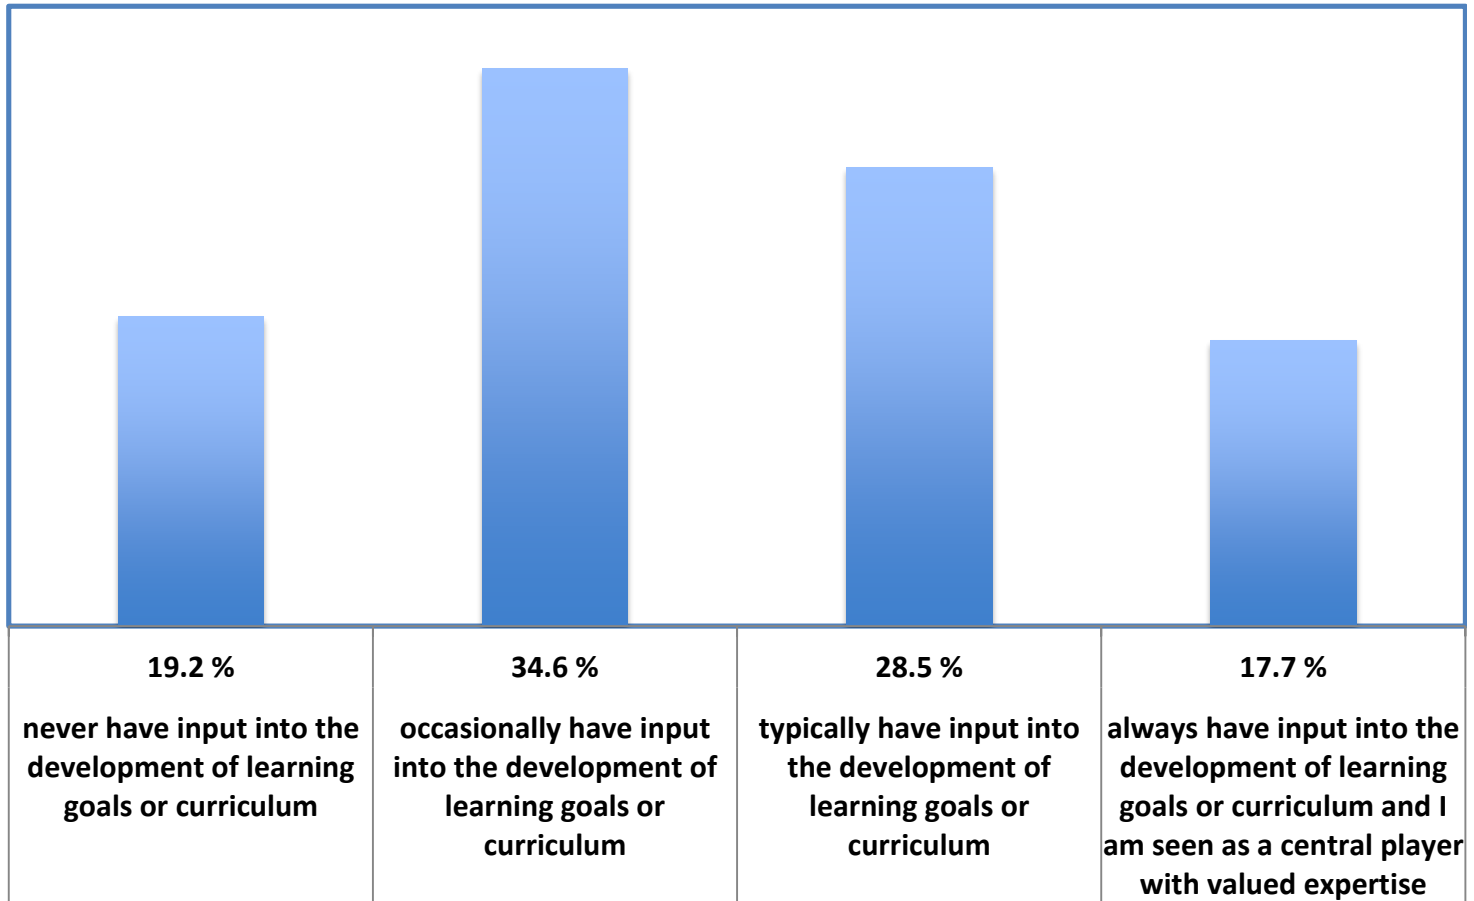 19.2 %
never have input into the
development of learning
goals or curriculum
34.6 %
occasionally have input
into the development of
learning goals or
curriculum
28.5 %
typically have input into
the development of
learning goals or
curriculum
17.7 %
always have input into the
development of learning
goals or curriculum and I
am seen as a central player
with valued expertise